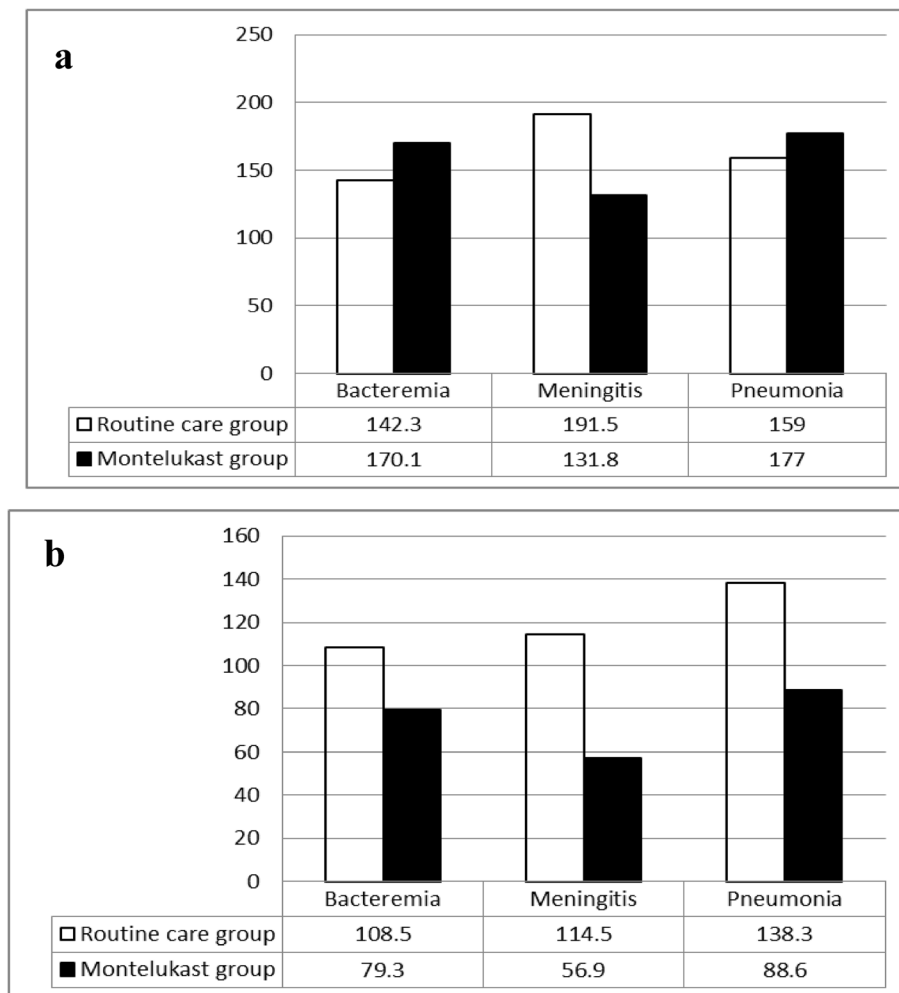 a
250
200
150
100
50
0
Bacteremia Meningitis Pneumonia
Routine care group 142.3 191.5 159
Montelukast group 170.1 131.8 177
b
160
140
120
100
80
60
40
20
0
Bacteremia Meningitis Pneumonia
Routine care group 108.5 114.5 138.3
Montelukast group 79.3 56.9 88.6